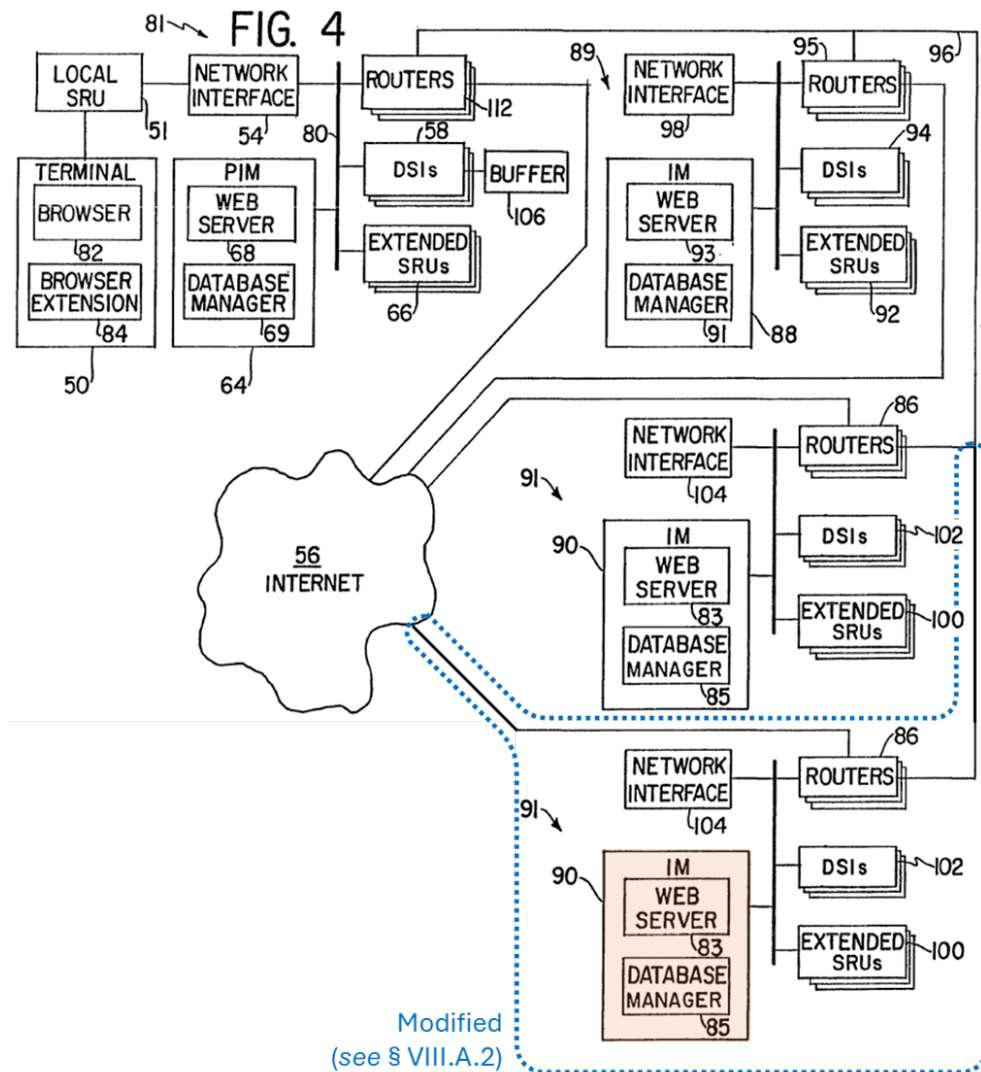 FIG. 4
81
LOCAL
SRU
51
NETWORK
INTERFACE
54
80
ROUTERS
112
58
DSIs
BUFFER
106
EXTENDED
SRUs
66
TERMINAL
BROWSER
82
BROWSER
EXTENSION
84
50
PIM
WEB
SERVER
68
DATABASE
MANAGER
69
64
89
NETWORK
INTERFACE
98
95
ROUTERS
96
94
DSIs
EXTENDED
SRUs
92
IM
WEB
SERVER
93
DATABASE
MANAGER
91
88
56
INTERNET
86
NETWORK
INTERFACE
104
ROUTERS
91
90
IM
WEB
SERVER
83
DATABASE
MANAGER
85
DSIs
102
EXTENDED
SRUs
100
86
NETWORK
INTERFACE
104
ROUTERS
91
90
IM
WEB
SERVER
83
DATABASE
MANAGER
85
DSIs
102
EXTENDED
SRUs
100
Modified
(see § VIII.A.2)